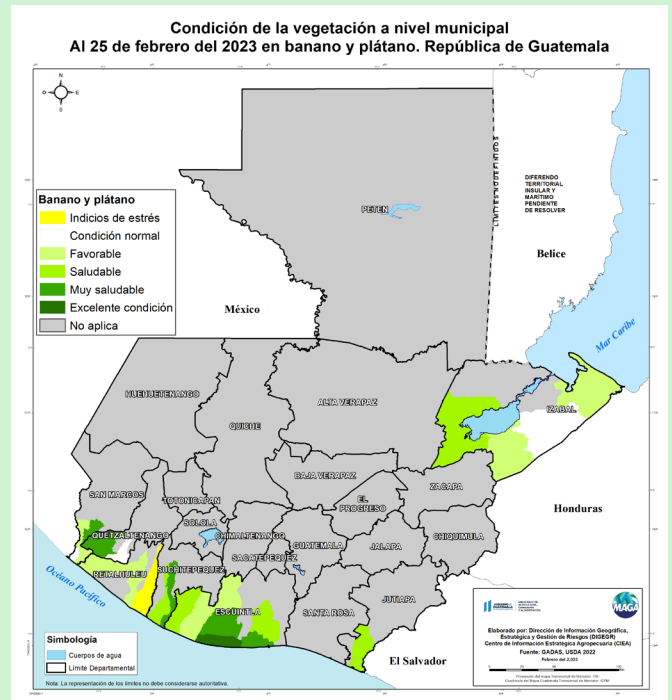 Condición de la vegetación a nivel municipal
Al 25 de febrero del 2023 en banano y plátano. República de Guatemala
N
O
E
S
DIFERENDO
TERRITORIAL
INSULAR Y
MARÍTIMO
PENDIENTE
DE RESOLVER
PETEN
Banano y plátano
Indicios de estrés
Condición normal
Favorable
Saludable
Muy saludable
Excelente condición
No aplica
Belice
México
Mar Caribe
HUEHUETENANGO
QUICHE
ALTA VERAPAZ
IZABAL
BAJA VERAPAZ
ZACAPA
SAN MARCOS
TOTONICAPAN
EL
PROGRESO
Honduras
SOLOLA
QUETZALTENANGO
CHIMALTENANGO
GUATEMALA
JALAPA
CHIQUIMULA
SACATEPEQUEZ
RETALHULEU
SUCHITEPEQUEZ
Océano Pacífico
JUTIAPA
ESCUINTLA
SANTA ROSA
El Salvador
Simbología
Cuerpos de agua
Límite Departamental
Nota: La representación de los límites no debe considerarse autoritativa.
MAGA
Elaborado por: Dirección de Información Geográfica,
Estratégica y Gestión de Riesgos (DIGEGR)
Centro de Información Estratégica Agropecuaria (CIEA)
Fuente: GADAS, USDA 2022
Febrero del 2,023